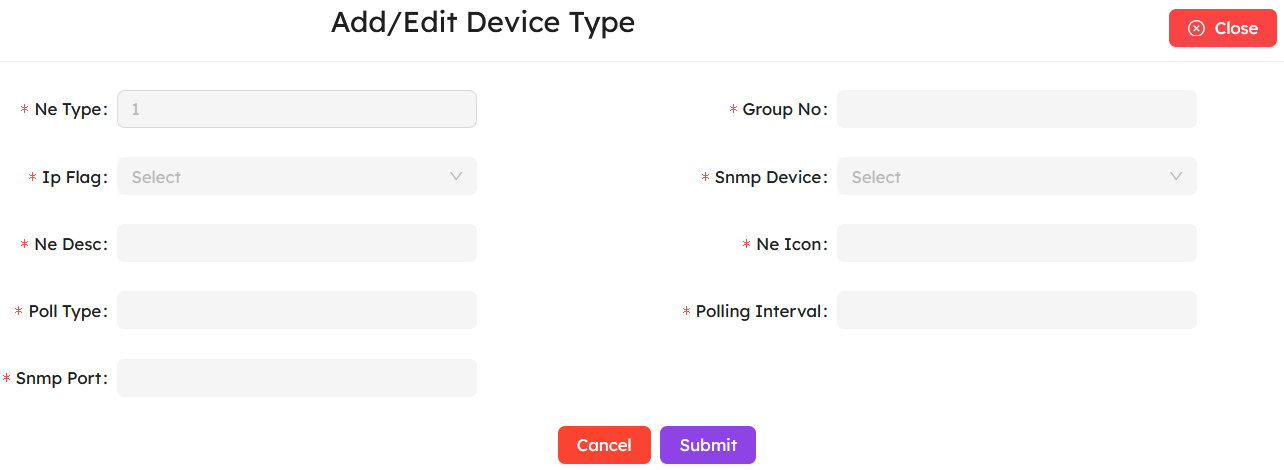 Add/Edit Device Type
Close
* Ne Type: 1
* Group No:
* Ip Flag: Select
* Snmp Device: Select
* Ne Desc:
* Ne Icon:
* Poll Type:
* Polling Interval:
* Snmp Port:
Cancel
Submit